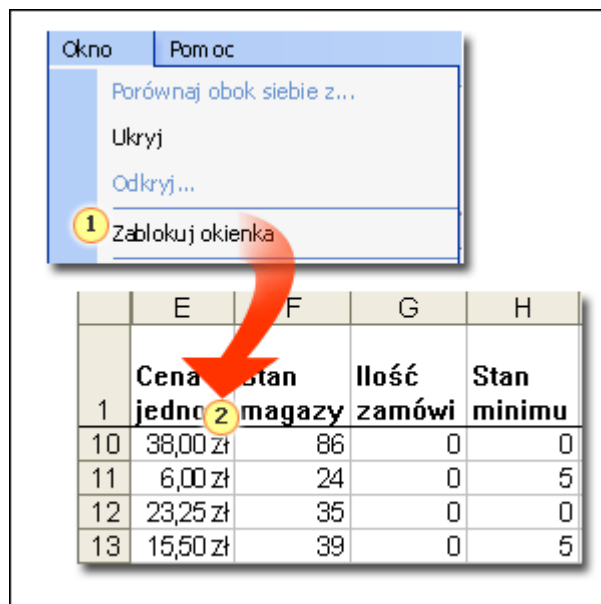 Okno Pomoc
Porównaj obok siebie z...
Ukryj
Odkryj...
1 Zablokuj okienka
E F G H
Cena Stan Ilość Stan
1 jedno 2 magazy zamówi minimu
10 38,00 zł 86 0 0
11 6,00 zł 24 0 5
12 23,25 zł 35 0 0
13 15,50 zł 39 0 5